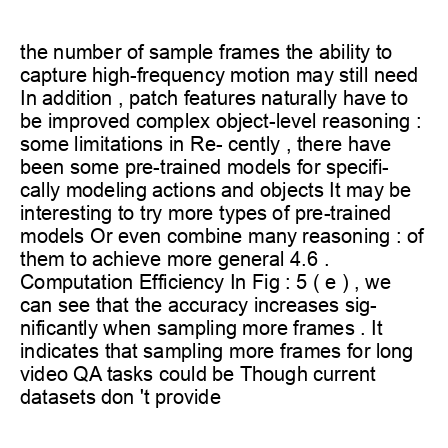 the number of sample frames the ability to
capture high-frequency motion may still need
In addition , patch features naturally have to
be improved complex object-level reasoning :
some limitations in Re- cently , there have
been some pre-trained models for specifi-
cally modeling actions and objects It may be
interesting to try more types of pre-trained
models Or even combine many reasoning : of
them to achieve more general 4.6 .
Computation Efficiency In Fig : 5 ( e ) , we
can see that the accuracy increases sig-
nificantly when sampling more frames . It
indicates that sampling more frames for long
video QA tasks could be Though current
datasets don 't provide